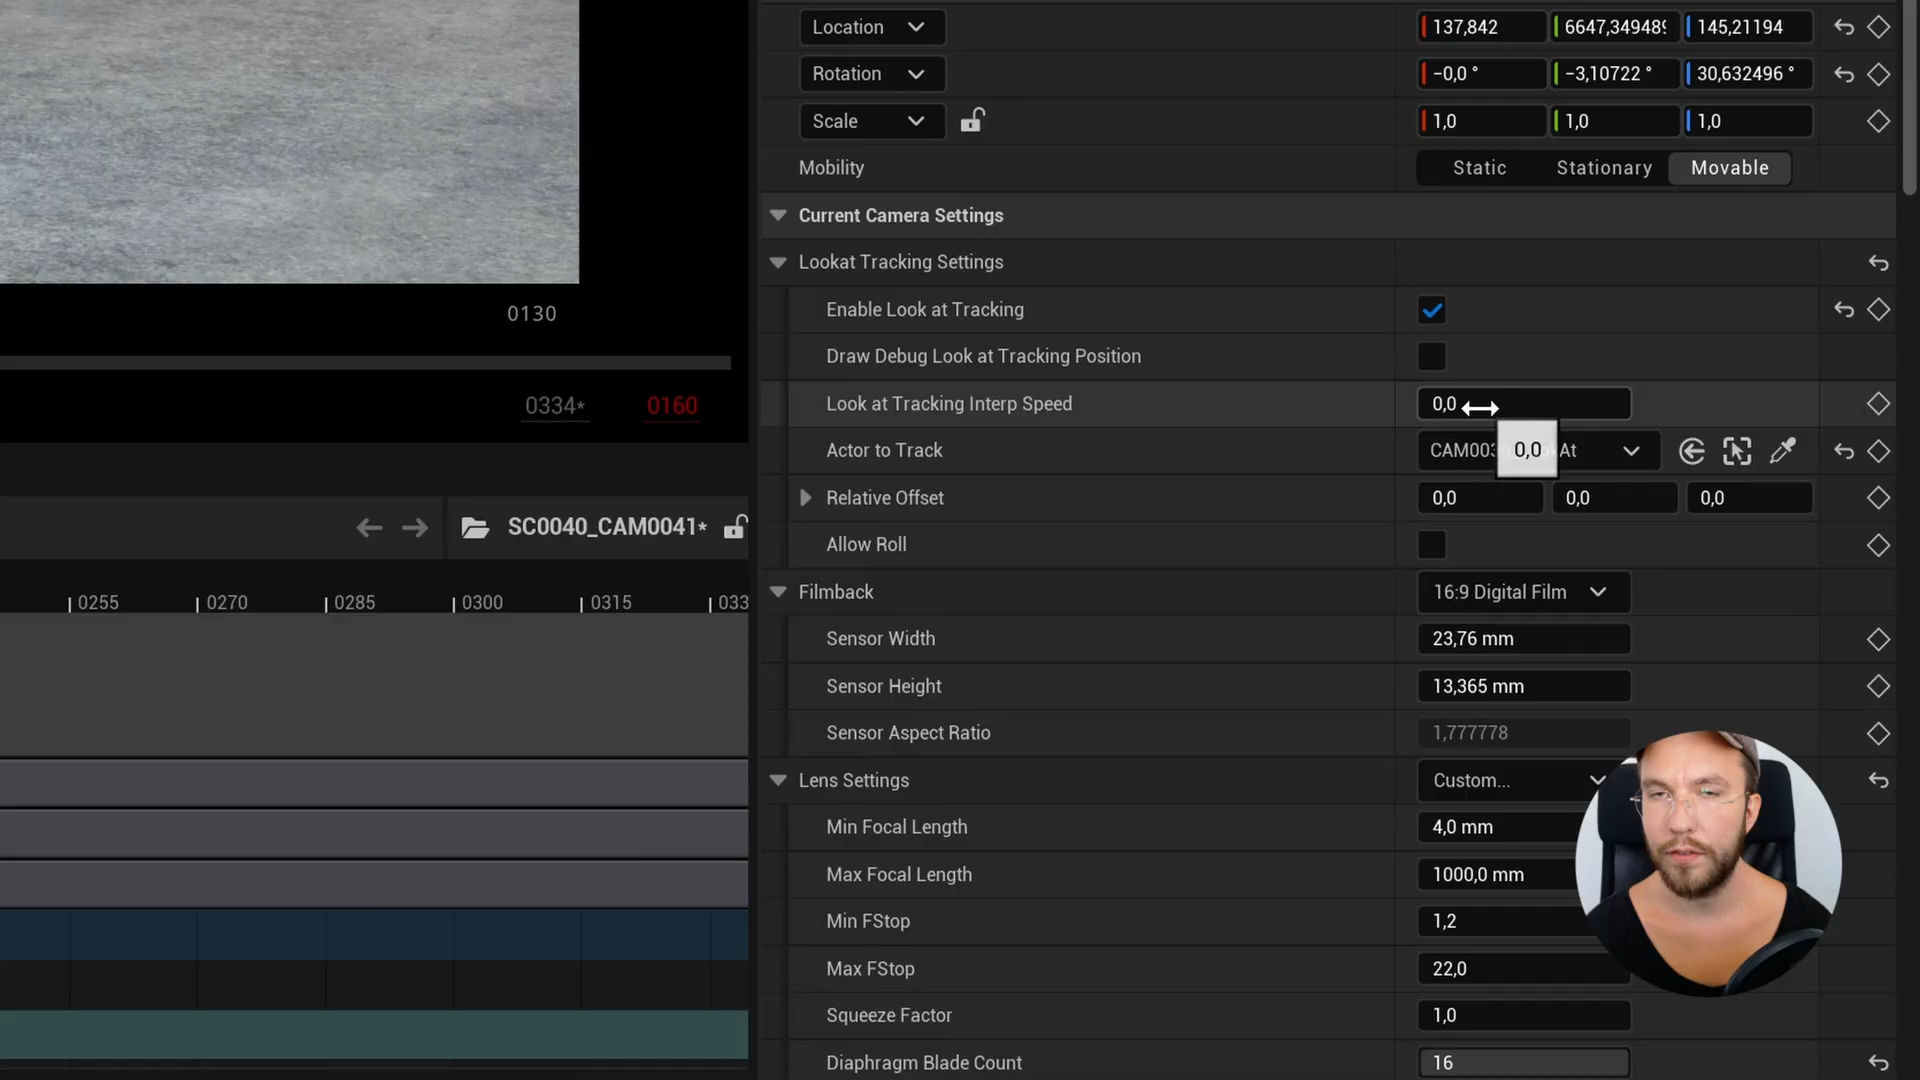 Location 137,842 6647,349489 145,21194
Rotation −0,0 ° −3,10722 ° 30,632496 °
Scale 1,0 1,0 1,0
Mobility Static Stationary Movable
Current Camera Settings
Lookat Tracking Settings
Enable Look at Tracking
Draw Debug Look at Tracking Position
Look at Tracking Interp Speed 0,0
0,0
Actor to Track
Relative Offset 0,0 0,0 0,0
Allow Roll
Filmback 16:9 Digital Film
Sensor Width 23,76 mm
Sensor Height 13,365 mm
Sensor Aspect Ratio 1,777778
Lens Settings Custom...
Min Focal Length 4,0 mm
Max Focal Length 1000,0 mm
Min FStop 1,2
Max FStop 22,0
Squeeze Factor 1,0
Diaphragm Blade Count 16
0130
0334* 0160
SC0040_CAM0041*
0255 0270 0285 0300 0315 033